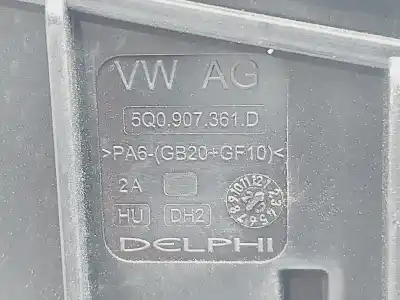 VW AG
5Q0.907.361.D
>PA6-(GB20+GF10)<
2A
HU DH2
DELPHI